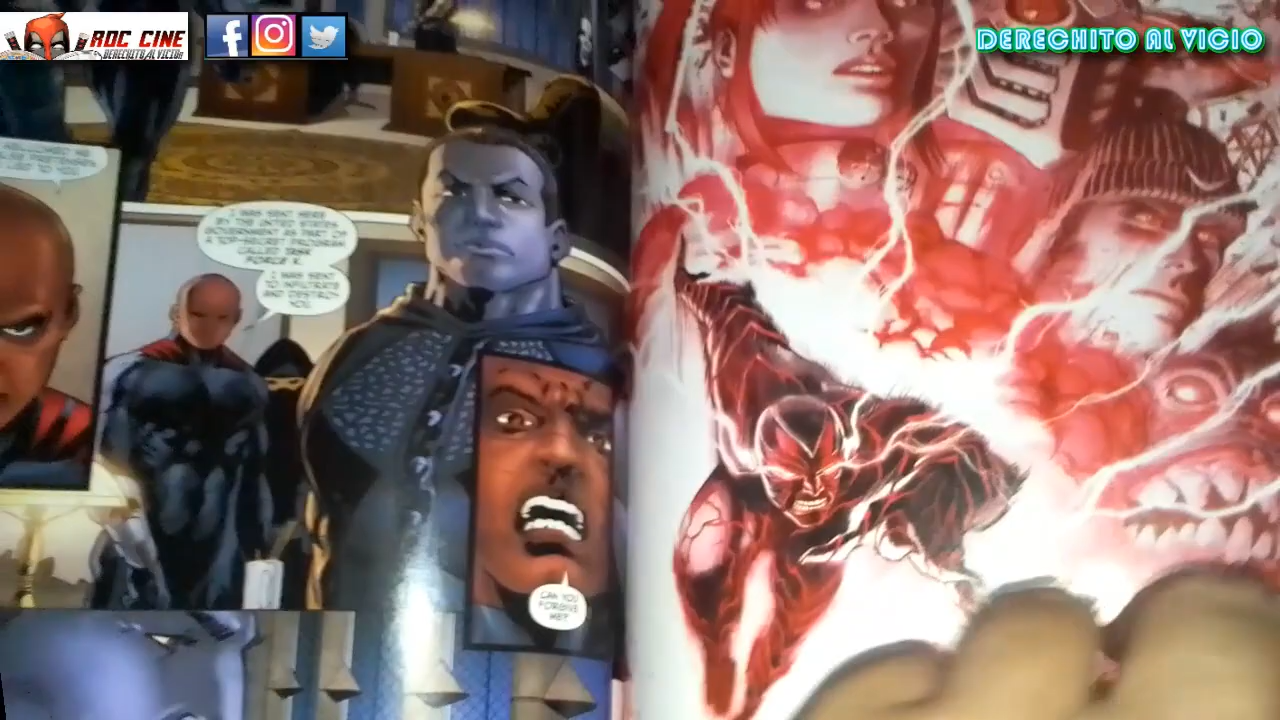 ROC CINE
DERECHITO AL VICIO
DERECHITO AL VICIO
I WAS SENT HERE
BY THE UNITED STATES
GOVERNMENT AS PART OF
A TOP-SECRET PROGRAM
CALLED TASK
FORCE X.
I WAS SENT
TO INFILTRATE
AND DESTROY
YOU.
CAN YOU
FORGIVE
ME?